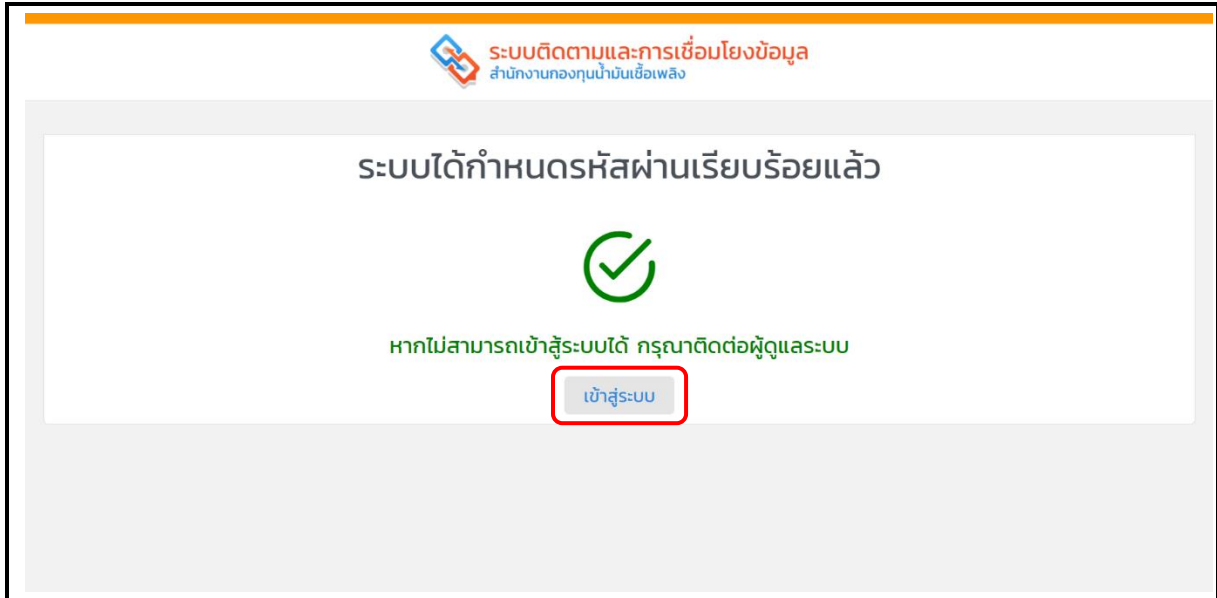 ระบบติดตามและการเชื่อมโยงข้อมูล
สำนักงานกองทุนน้ำมันเชื้อเพลิง
ระบบได้กำหนดรหัสผ่านเรียบร้อยแล้ว
หากไม่สามารถเข้าสู้ระบบได้ กรุณาติดต่อผู้ดูแลระบบ
เข้าสู่ระบบ